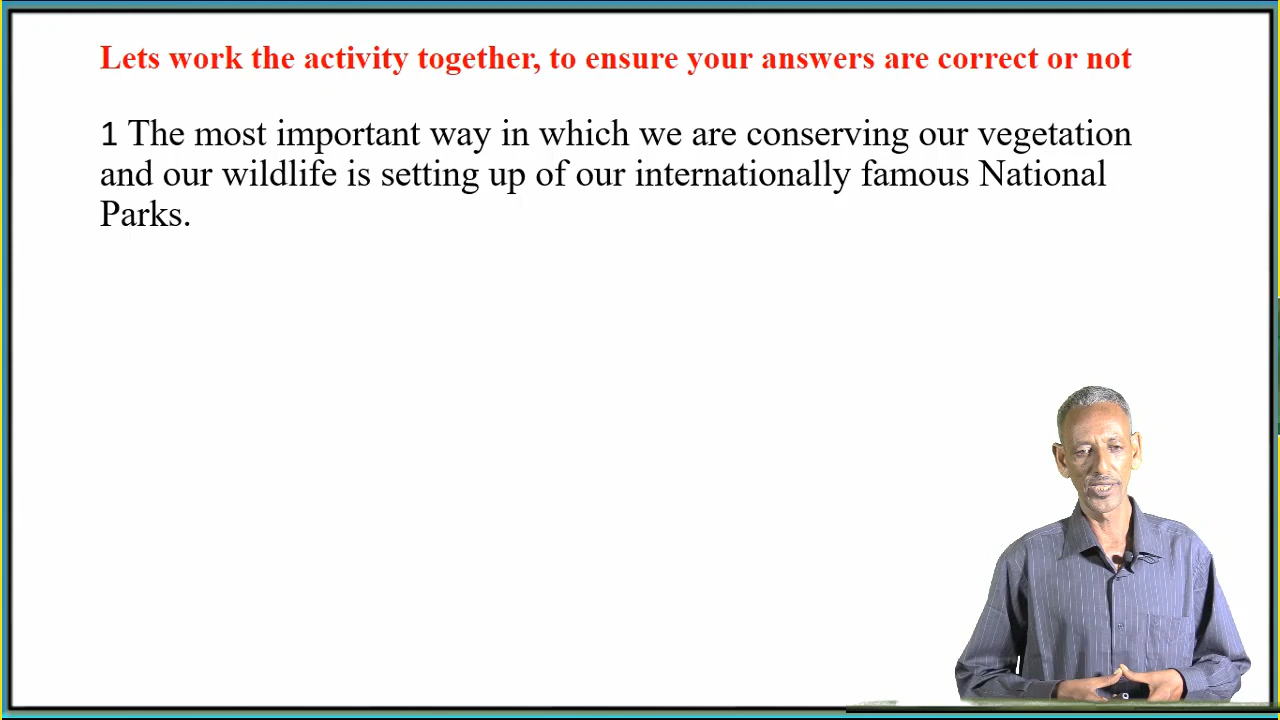 Lets work the activity together, to ensure your answers are correct or not
1 The most important way in which we are conserving our vegetation
and our wildlife is setting up of our internationally famous National
Parks.